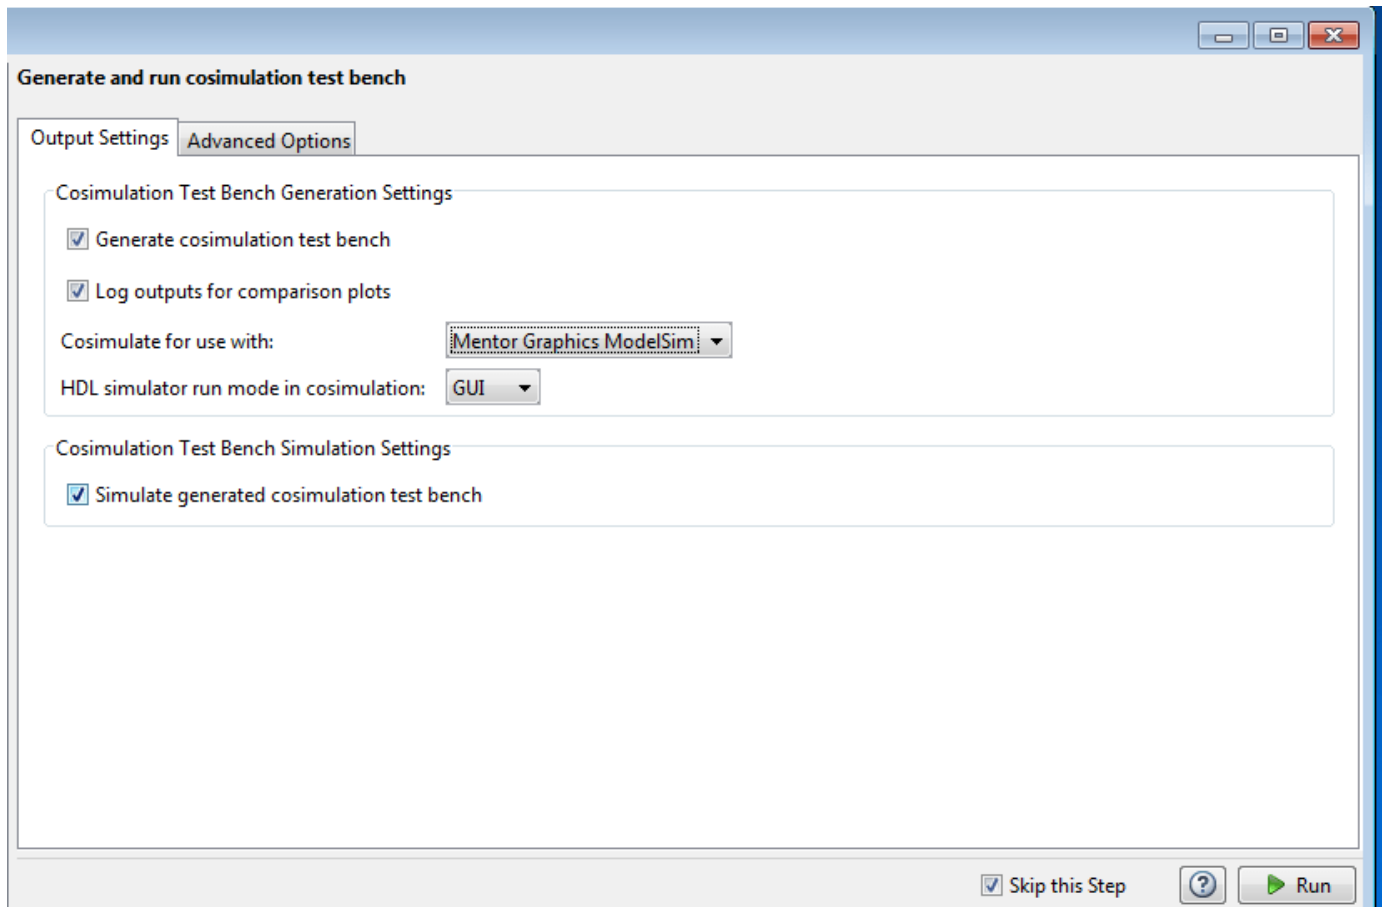 Generate and run cosimulation test bench
Output Settings
Advanced Options
Cosimulation Test Bench Generation Settings
Generate cosimulation test bench
Log outputs for comparison plots
Cosimulate for use with:
Mentor Graphics ModelSim
HDL simulator run mode in cosimulation:
GUI
Cosimulation Test Bench Simulation Settings
Simulate generated cosimulation test bench
Skip this Step
?
Run